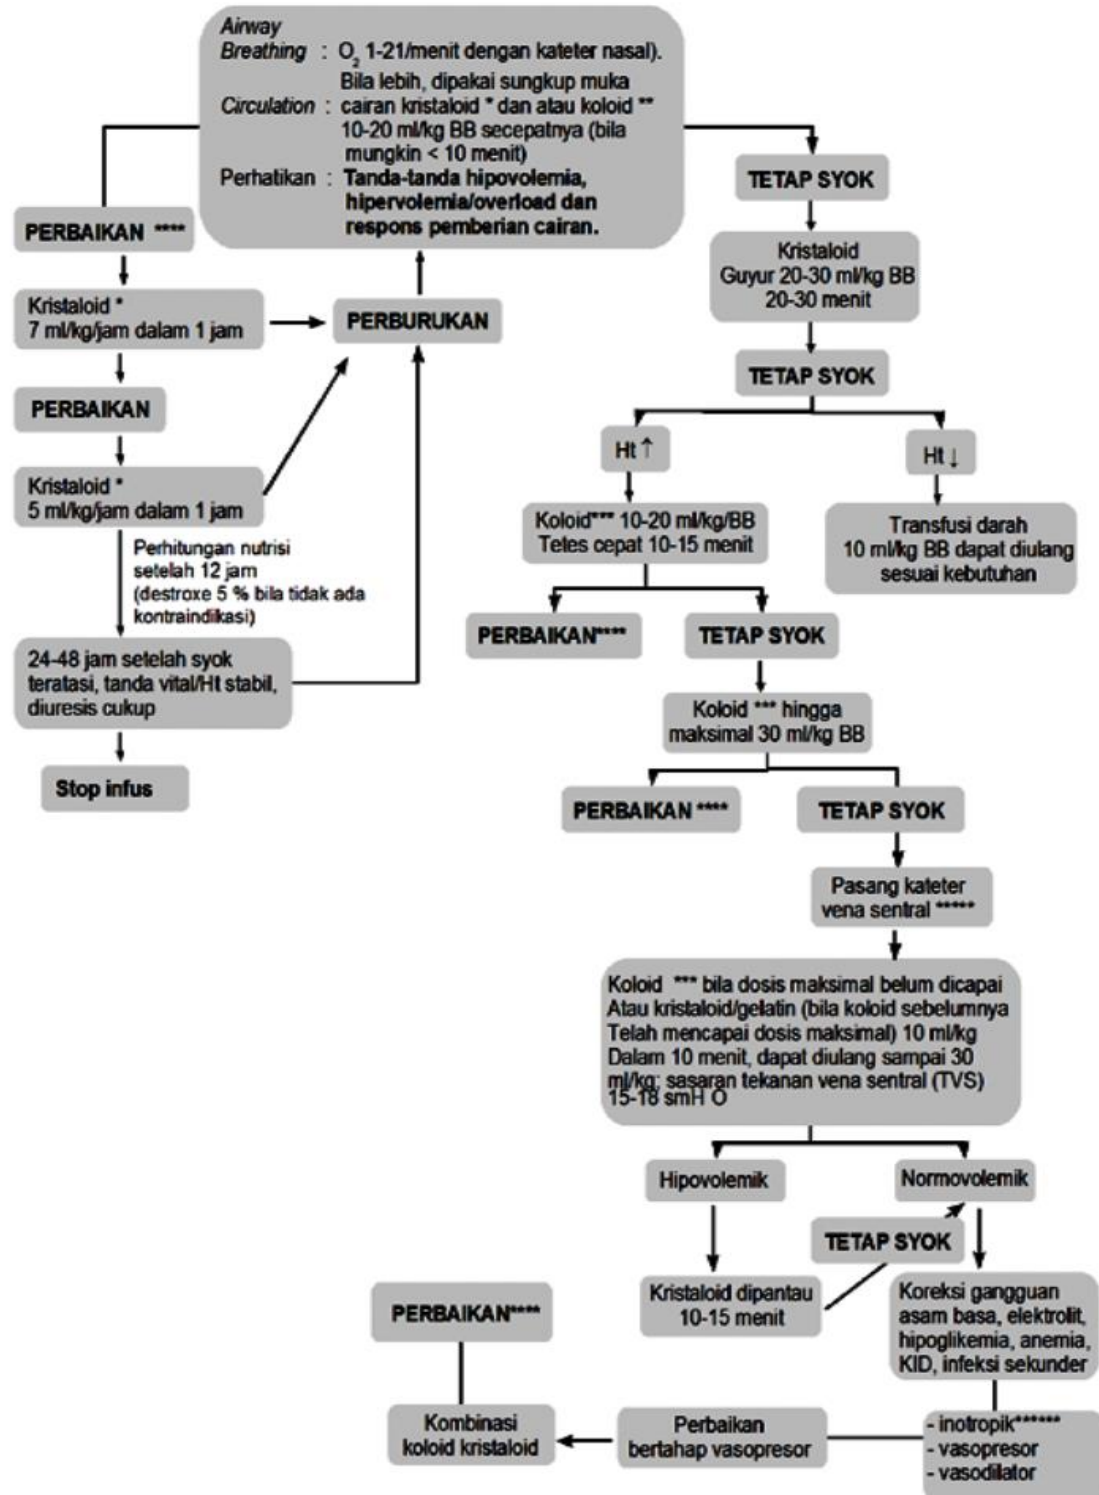 Airway
Breathing : O2 1-21/menit dengan kateter nasal).
Bila lebih, dipakai sungkup muka
Circulation : cairan kristaloid * dan atau koloid **
10-20 ml/kg BB secepatnya (bila
mungkin < 10 menit)
Perhatikan : Tanda-tanda hipovolemia,
hipervolemia/overload dan
respons pemberian cairan.
PERBAIKAN ****
Kristaloid *
7 ml/kg/jam dalam 1 jam
PERBURUKAN
PERBAIKAN
Kristaloid *
5 ml/kg/jam dalam 1 jam
Perhitungan nutrisi
setelah 12 jam
(destroxe 5 % bila tidak ada
kontraindikasi)
24-48 jam setelah syok
teratasi, tanda vital/Ht stabil,
diuresis cukup
Stop infus
TETAP SYOK
Kristaloid
Guyur 20-30 ml/kg BB
20-30 menit
TETAP SYOK
Ht ↑
Ht ↓
Koloid*** 10-20 ml/kg/BB
Tetes cepat 10-15 menit
Transfusi darah
10 ml/kg BB dapat diulang
sesuai kebutuhan
PERBAIKAN****
TETAP SYOK
Koloid *** hingga
maksimal 30 ml/kg BB
PERBAIKAN ****
TETAP SYOK
Pasang kateter
vena sentral *****
Koloid *** bila dosis maksimal belum dicapai
Atau kristaloid/gelatin (bila koloid sebelumnya
Telah mencapai dosis maksimal) 10 ml/kg
Dalam 10 menit, dapat diulang sampai 30
ml/kg; sasaran tekanan vena sentral (TVS)
15-18 smH O
Hipovolemik
Normovolemik
TETAP SYOK
Kristaloid dipantau
10-15 menit
Koreksi gangguan
asam basa, elektrolit,
hipoglikemia, anemia,
KID, infeksi sekunder
PERBAIKAN****
Kombinasi
koloid kristaloid
Perbaikan
bertahap vasopresor
- inotropik******
- vasopresor
- vasodilator